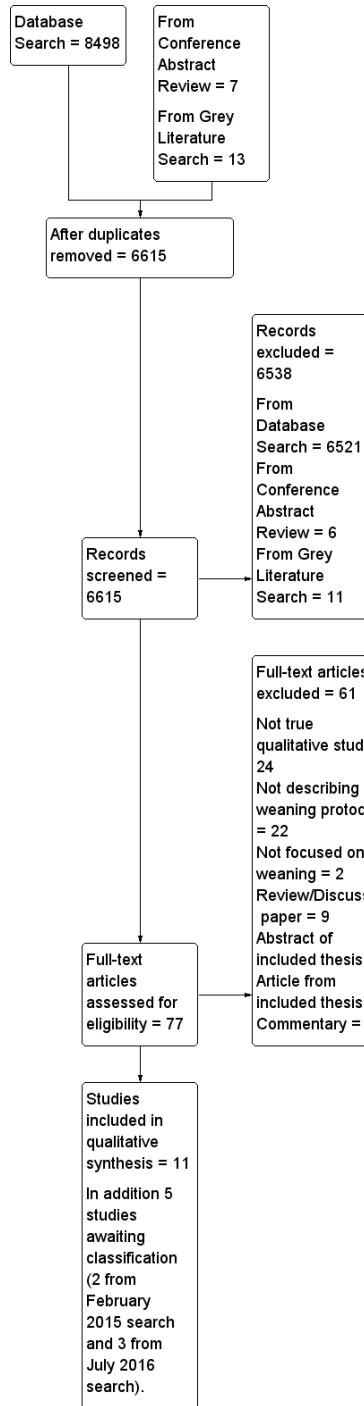 Database
Search = 8498
From
Conference
Abstract
Review = 7
From Grey
Literature
Search = 13
After duplicates
removed = 6615
Records
excluded =
6538
From
Database
Search = 6521
From
Conference
Abstract
Review = 6
From Grey
Literature
Search = 11
Records
screened =
6615
Full-text
excluded = 61
Not true
qualitative
24
Not describing
weaning
= 22
Not focused on
weaning = 2
paper = 9
Abstract of
included thesis
Article from
included thesis
Commentary =
Full-text
articles
assessed for
eligibility = 77
Studies
included in
qualitative
synthesis = 11
In addition 5
studies
awaiting
classification
(2 from
February
2015 search
and 3 from
July 2016
search).